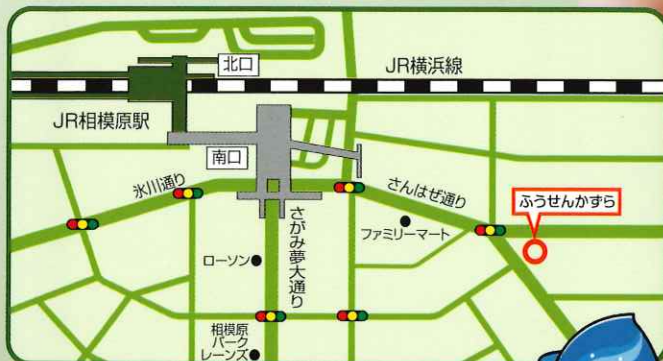 北口
JR横浜線
JR相模原駅
南口
氷川通り
さんはぜ通り
ふうせんかずら
ファミリーマート
さがみ夢大通り
ローソン
相模原
パーク
レーンズ